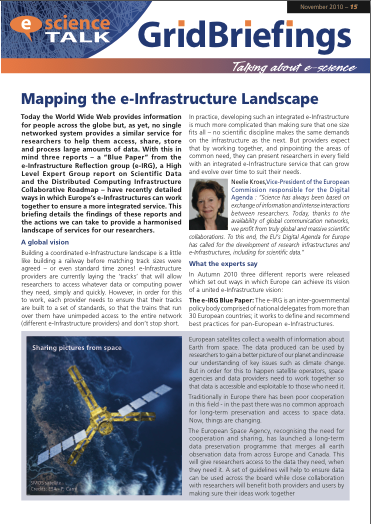 November 2010 – 15
e science
TALK
GridBriefings
Talking about e-science
Mapping the e-Infrastructure Landscape
Today the World Wide Web provides information
for people across the globe but, as yet, no single
networked system provides a similar service for
researchers to help them access, share, store
and process large amounts of data. With this in
mind three reports – a “Blue Paper” from the
e-Infrastructure Reflection group (e-IRG), a High
Level Expert Group report on Scientific Data
and the Distributed Computing Infrastructure
Collaborative Roadmap – have recently detailed
ways in which Europe's e-Infrastructures can work
together to ensure a more integrated service. This
briefing details the findings of these reports and
the actions we can take to provide a harmonised
landscape of services for our researchers.
A global vision
Building a coordinated e-Infrastructure landscape is a little
like building a railway before matching track sizes were
agreed – or even standard time zones! e-Infrastructure
providers are currently laying the ‘tracks’ that will allow
researchers to access whatever data or computing power
they need, simply and quickly. However, in order for this
to work, each provider needs to ensure that their tracks
are built to a set of standards, so that the trains that run
over them have unimpeded access to the entire network
(different e-Infrastructure providers) and don't stop short.
In practice, developing such an integrated e-Infrastructure
is much more complicated than making sure that one size
fits all – no scientific discipline makes the same demands
on the infrastructure as the next. But providers expect
that by working together, and pinpointing the areas of
common need, they can present researchers in every field
with an integrated e-Infrastructure service that can grow
and evolve over time to suit their needs.
Neelie Kroes, Vice-President of the European
Commission responsible for the Digital
Agenda : “Science has always been based on
exchange of information and intense interactions
between researchers. Today, thanks to the
availability of global communication networks,
we profit from truly global and massive scientific
collaborations. To this end, the EU's Digital Agenda for Europe
has called for the development of research infrastructures and
e-Infrastructures, including for scientific data.”
What the experts say
In Autumn 2010 three different reports were released
which set out ways in which Europe can achieve its vision
of a united e-Infrastructure vision:
The e-IRG Blue Paper: The e-IRG is an inter-governmental
policy body comprised of national delegates from more than
30 European countries; it works to define and recommend
best practices for pan-European e-Infrastructures.
Sharing pictures from space
Credits: ESA
European satellites collect a wealth of information about
Earth from space. The data produced can be used by
researchers to gain a better picture of our planet and increase
our understanding of key issues such as climate change.
But in order for this to happen satellite operators, space
agencies and data providers need to work together so
that data is accessible and exploitable to those who need it.
Traditionally in Europe there has been poor cooperation
in this field - in the past there was no common approach
for long-term preservation and access to space data.
Now, things are changing.
The European Space Agency, recognising the need for
cooperation and sharing, has launched a long-term
data preservation programme that merges all earth
observation data from across Europe and Canada. This
will give researchers access to the data they need, when
they need it. A set of guidelines will help to ensure data
can be used across the board while close collaboration
with researchers will benefit both providers and users by
making sure their ideas work together